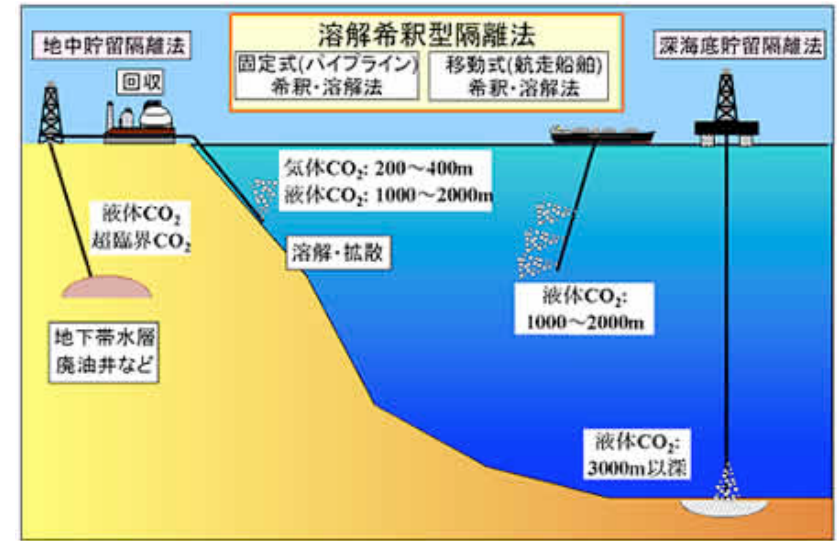 地中貯留隔離法
回収
溶解希釈型隔離法
固定式(パイプライン)
希釈・溶解法
移動式(航走船舶)
希釈・溶解法
深海底貯留隔離法
気体CO₂: 200～400m
液体CO₂: 1000～2000m
液体CO₂
超臨界CO₂
溶解・拡散
液体CO₂:
1000～2000m
地下帯水層
廃油井など
液体CO₂:
3000m以深